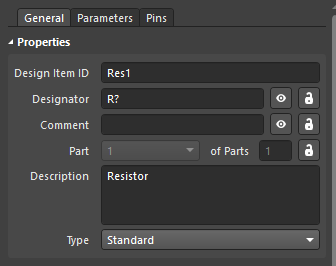 General Parameters Pins
Properties
Design Item ID Res1
Designator R?
Comment
Part 1 of Parts 1
Description Resistor
Type Standard